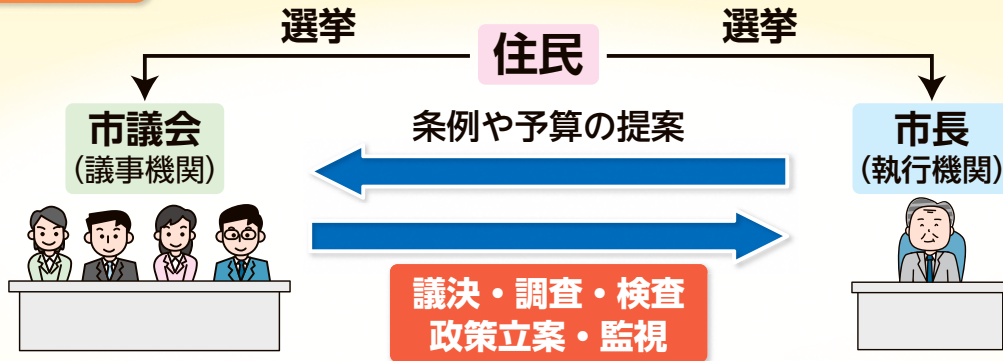 選挙
住民
選挙
市議会
(議事機関)
条例や予算の提案
市長
(執行機関)
議決・調査・検査
政策立案・監視